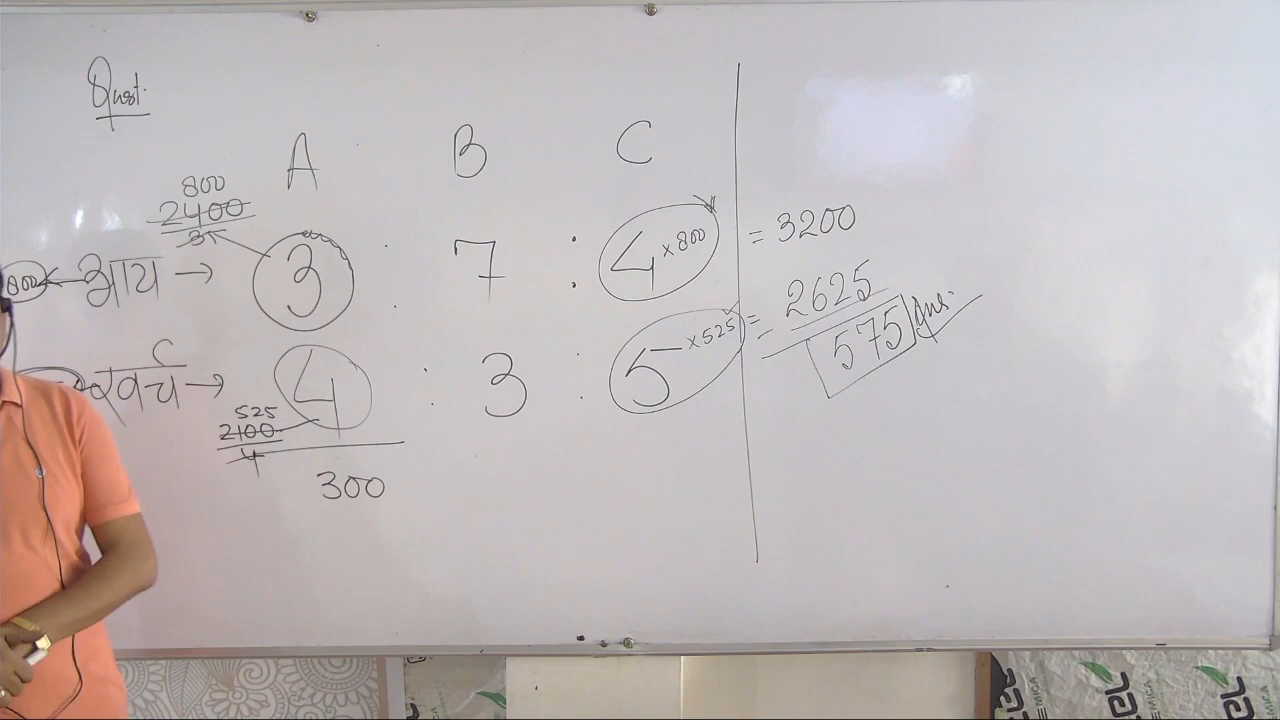 Quest.
A B C
800
2400
3
आय → 3 : 7 : 4 × 800 = 3200
खर्च → 4 : 3 : 5 × 525 = 2625
525
2100
4
575 Ans.
300